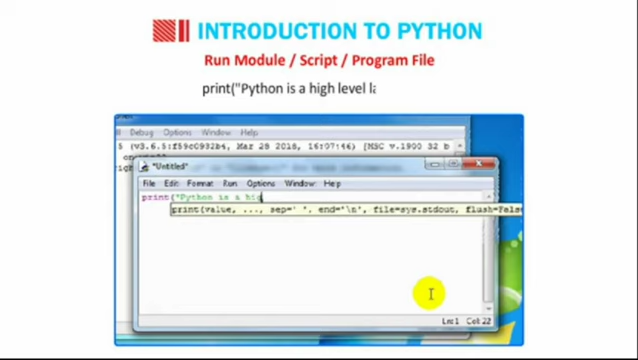 INTRODUCTION TO PYTHON
Run Module / Script / Program File
print("Python is a high level la
Debug Options Window Help
5 (v3.6.5:f59c0932b4, Mar 28 2018, 16:07:46) [MSC v.1900 32 b
*Untitled*
File Edit Format Run Options Window Help
print("Python is a hig
print(value, ..., sep=' ', end='\n', file=sys.stdout, flush=False
Ln: 1 Col: 22